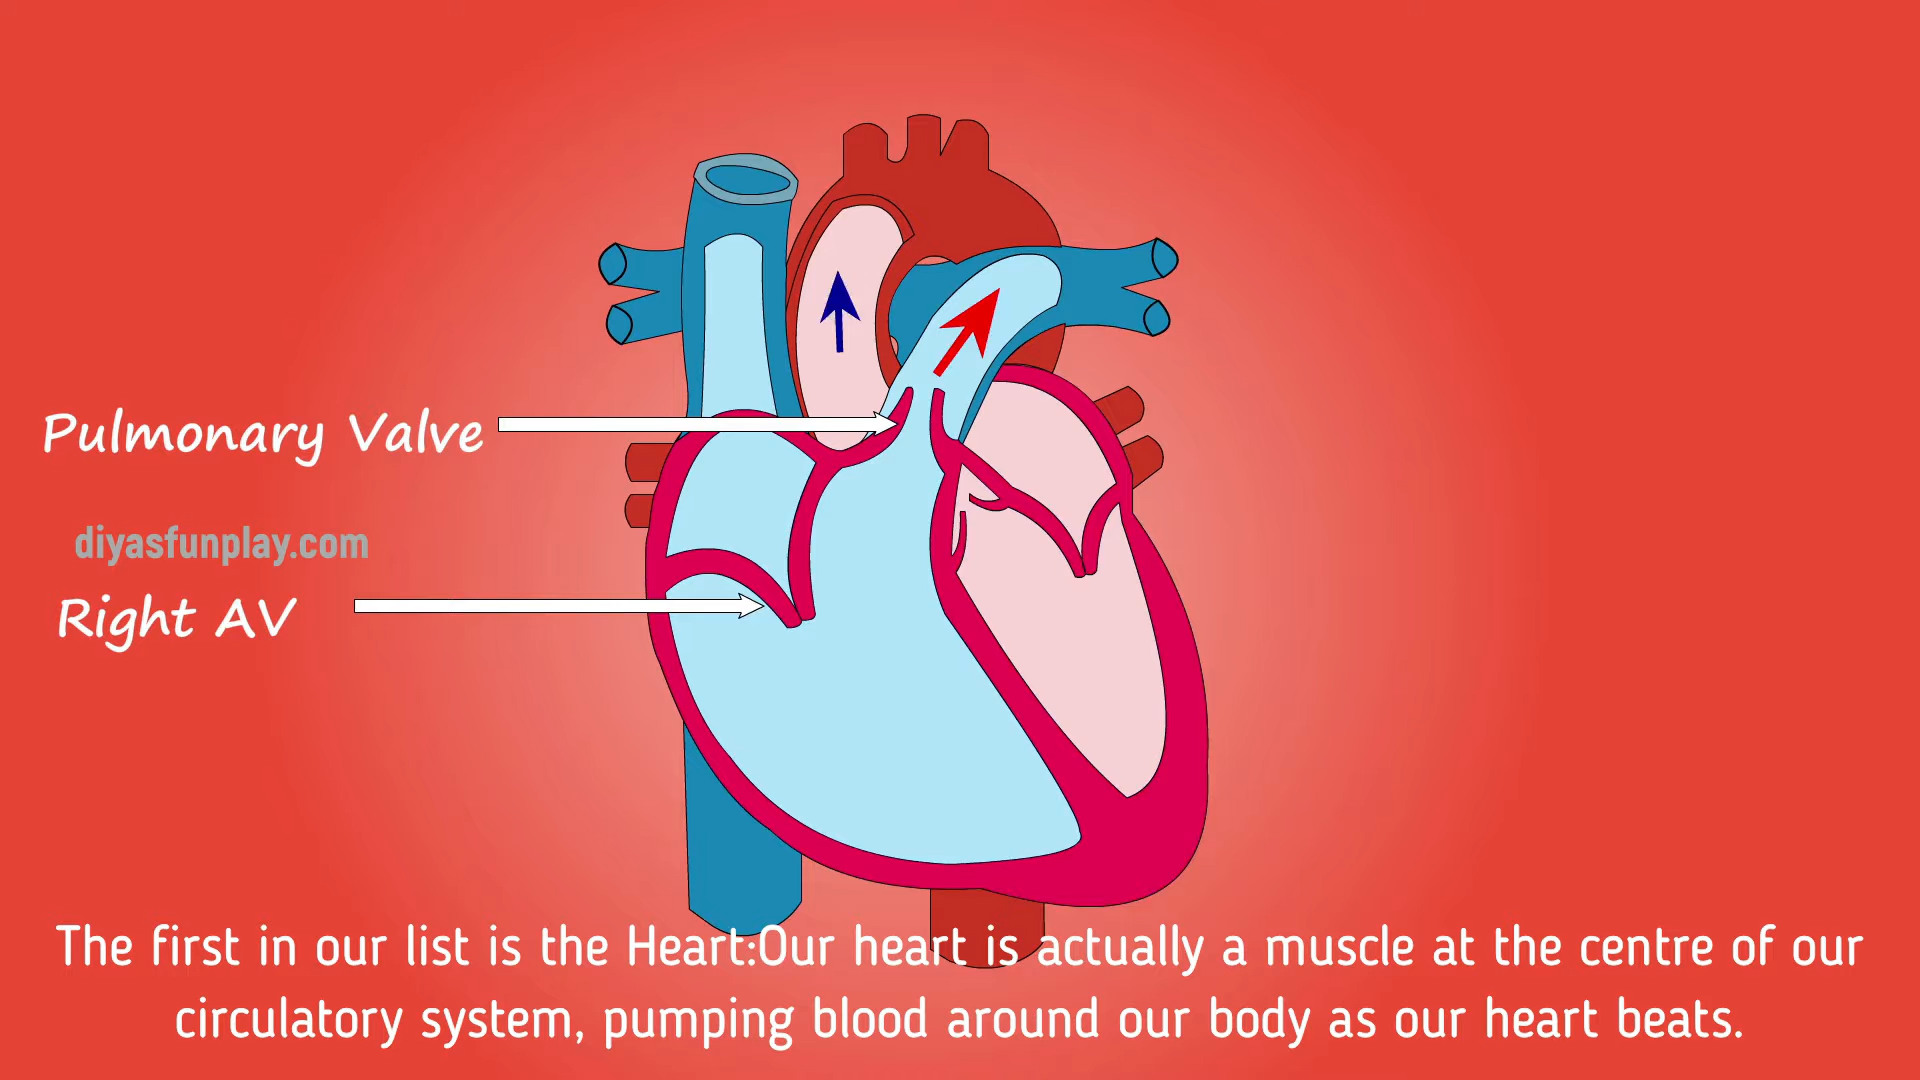 Pulmonary Valve
diyasfunplay.com
Right AV
The first in our list is the Heart:Our heart is actually a muscle at the centre of our
circulatory system, pumping blood around our body as our heart beats.